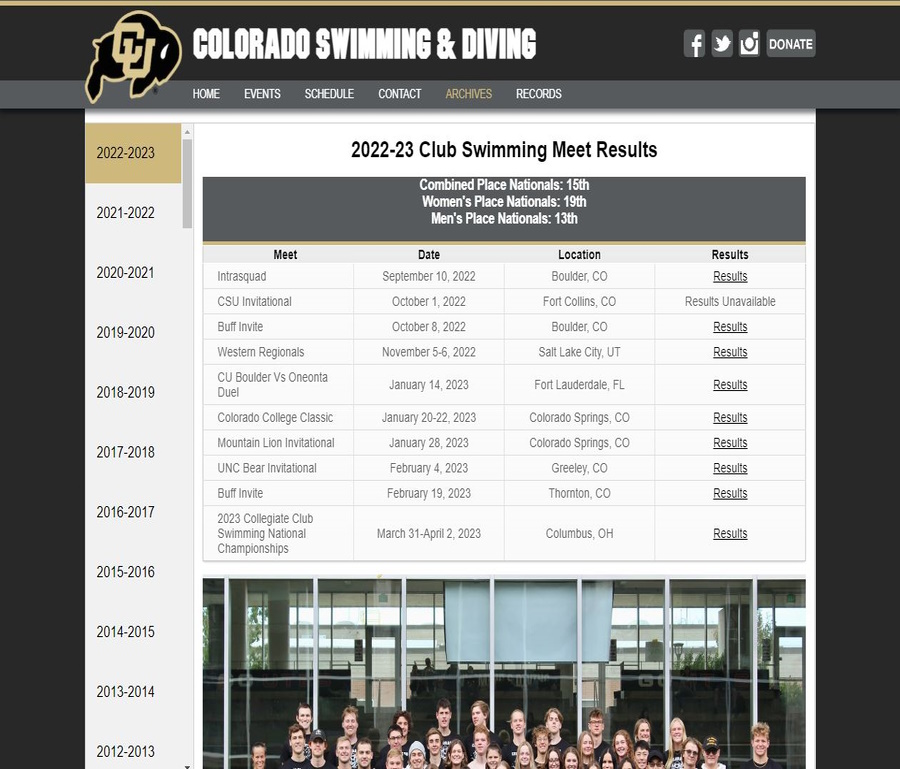 CU
COLORADO SWIMMING & DIVING
DONATE
HOME EVENTS SCHEDULE CONTACT ARCHIVES RECORDS
2022-2023
2021-2022
2020-2021
2019-2020
2018-2019
2017-2018
2016-2017
2015-2016
2014-2015
2013-2014
2012-2013
2022-23 Club Swimming Meet Results
Combined Place Nationals: 15th
Women's Place Nationals: 19th
Men's Place Nationals: 13th
Meet Date Location Results
Intrasquad September 10, 2022 Boulder, CO Results
CSU Invitational October 1, 2022 Fort Collins, CO Results Unavailable
Buff Invite October 8, 2022 Boulder, CO Results
Western Regionals November 5-6, 2022 Salt Lake City, UT Results
CU Boulder Vs Oneonta
Duel January 14, 2023 Fort Lauderdale, FL Results
Colorado College Classic January 20-22, 2023 Colorado Springs, CO Results
Mountain Lion Invitational January 28, 2023 Colorado Springs, CO Results
UNC Bear Invitational February 4, 2023 Greeley, CO Results
Buff Invite February 19, 2023 Thornton, CO Results
2023 Collegiate Club
Swimming National
Championships March 31-April 2, 2023 Columbus, OH Results